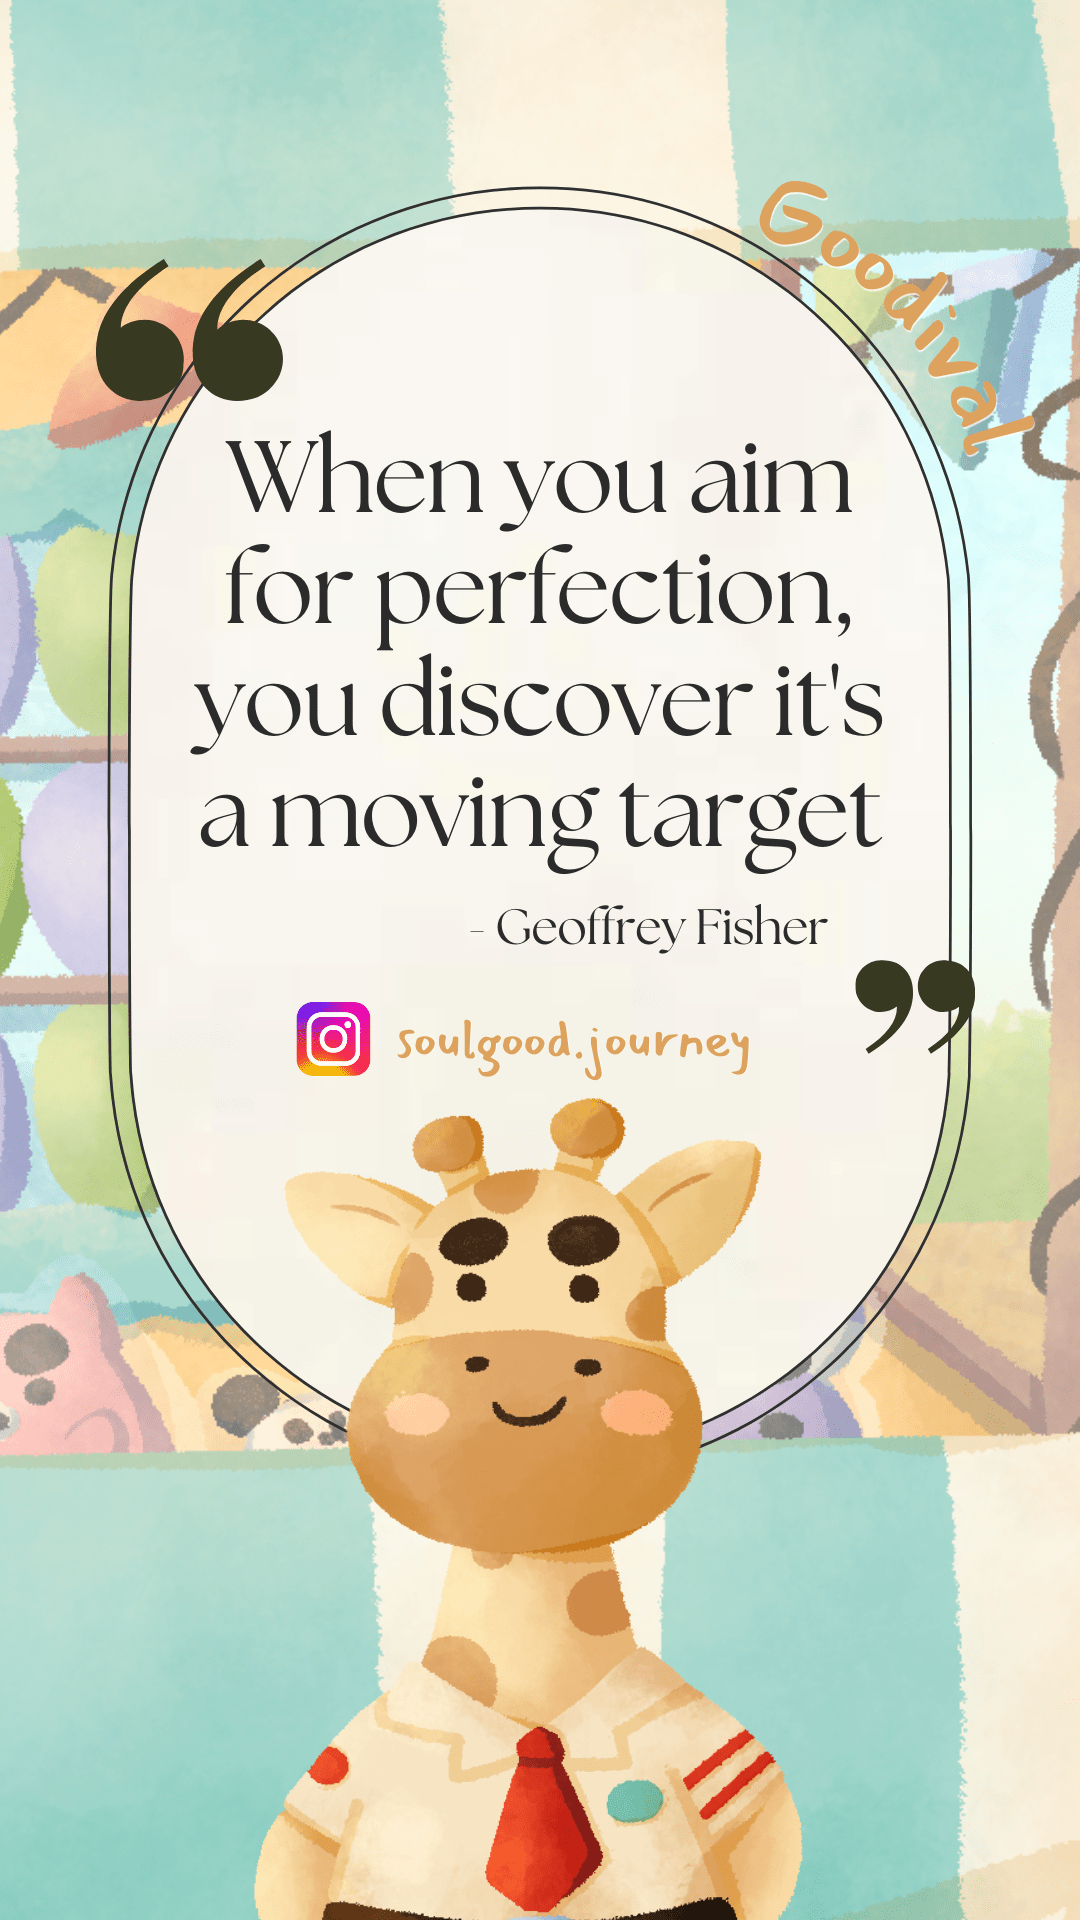 Goodival
When you aim
for perfection,
you discover it's
a moving target
- Geoffrey Fisher
soulgood.journey